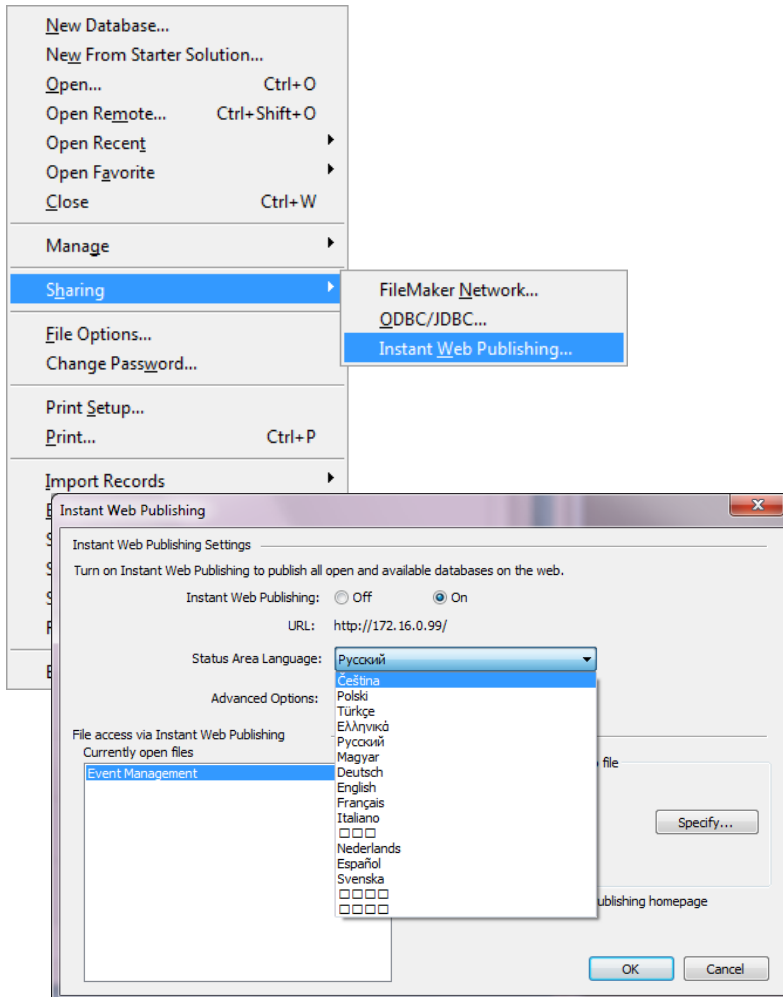 New Database...
New From Starter Solution...
Open... Ctrl+O
Open Remote... Ctrl+Shift+O
Open Recent
Open Favorite
Close Ctrl+W
Manage
Sharing
FileMaker Network...
ODBC/JDBC...
Instant Web Publishing...
File Options...
Change Password...
Print Setup...
Print... Ctrl+P
Import Records
Instant Web Publishing
Instant Web Publishing Settings
Turn on Instant Web Publishing to publish all open and available databases on the web.
Instant Web Publishing: Off On
URL: http://172.16.0.99/
Status Area Language: Русский
Čeština
Polski
Türkçe
Ελληνικά
Русский
Magyar
Deutsch
English
Français
Italiano
□□□
Nederlands
Español
Svenska
□□□□
□□□□
Advanced Options:
File access via Instant Web Publishing
Currently open files
Event Management
file
Specify...
ublishing homepage
OK Cancel